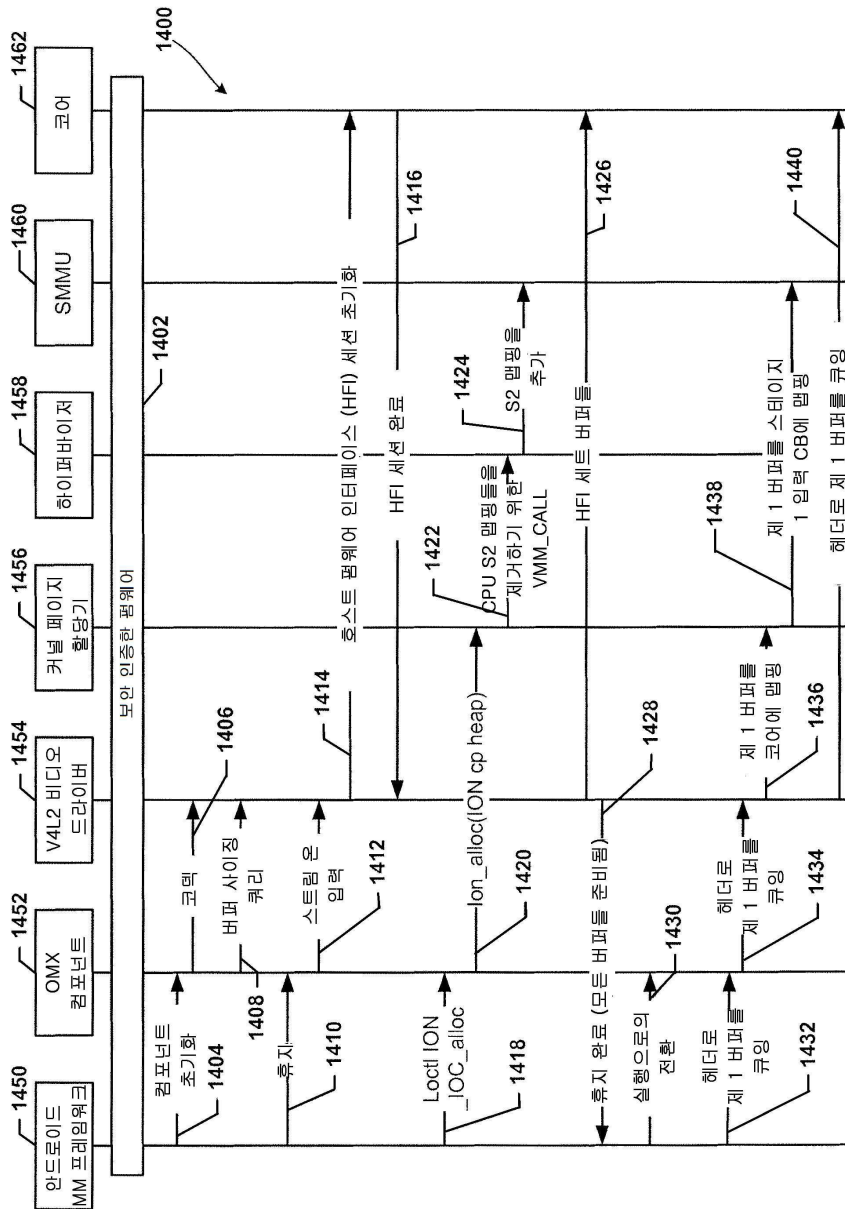 1450
안드로이드
MM 프레임워크
1452
OMX
컴포넌트
1454
V4L2 비디오
드라이버
1456
커널 페이지
할당기
1458
하이퍼바이저
1460
SMMU
1462
코어
1400
보안 인증한 펌웨어
1402
컴포넌트
초기화
1404
코덱
1406
버퍼 사이징
쿼리
1408
휴지
1410
스트림 온
입력
1412
호스트 펌웨어 인터페이스 (HFI) 세션 초기화
1414
HFI 세션 완료
1416
Loctl ION
_IOC_alloc
1418
Ion_alloc(ION cp heap)
1420
CPU S2 맵핑들을
제거하기 위한
VMM_CALL
1422
S2 맵핑을
추가
1424
HFI 세트 버퍼들
1426
휴지 완료 (모든 버퍼들 준비됨)
1428
실행으로의
전환
1430
헤더로
제 1 버퍼를
큐잉
1432
헤더로
제 1 버퍼를
큐잉
1434
제 1 버퍼를
코어에 맵핑
1436
제 1 버퍼를 스테이지
1 입력 CB에 맵핑
1438
헤더로 제 1 버퍼를 큐잉
1440